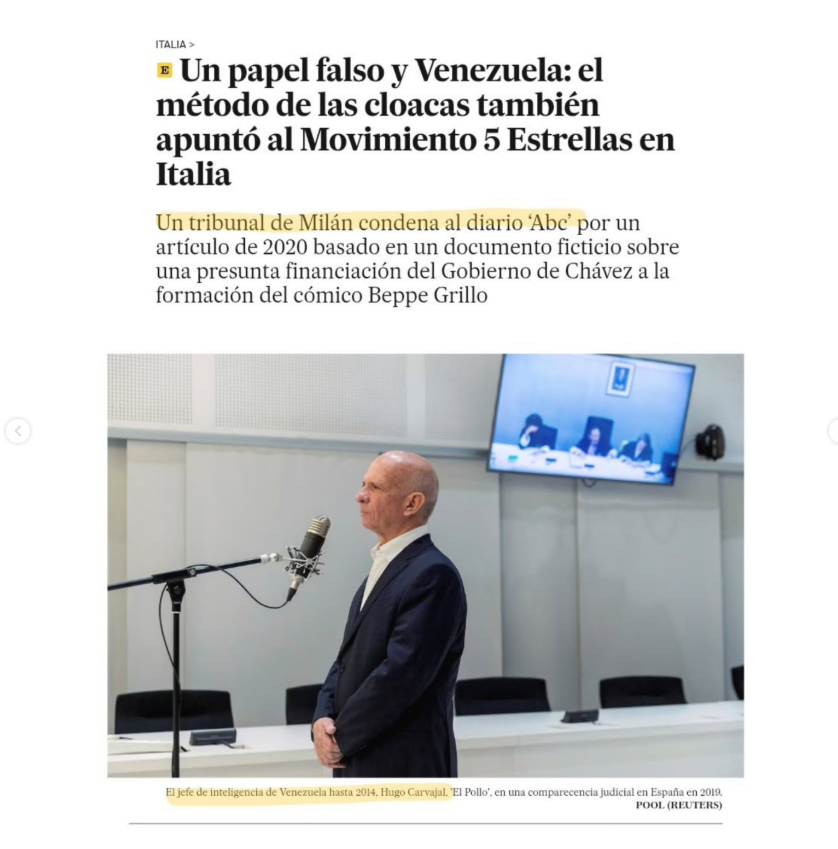 ITALIA >
E Un papel falso y Venezuela: el
método de las cloacas también
apuntó al Movimiento 5 Estrellas en
Italia
Un tribunal de Milán condena al diario ‘Abc’ por un
artículo de 2020 basado en un documento ficticio sobre
una presunta financiación del Gobierno de Chávez a la
formación del cómico Beppe Grillo
El jefe de inteligencia de Venezuela hasta 2014, Hugo Carvajal, 'El Pollo', en una comparecencia judicial en España en 2019.
POOL (REUTERS)